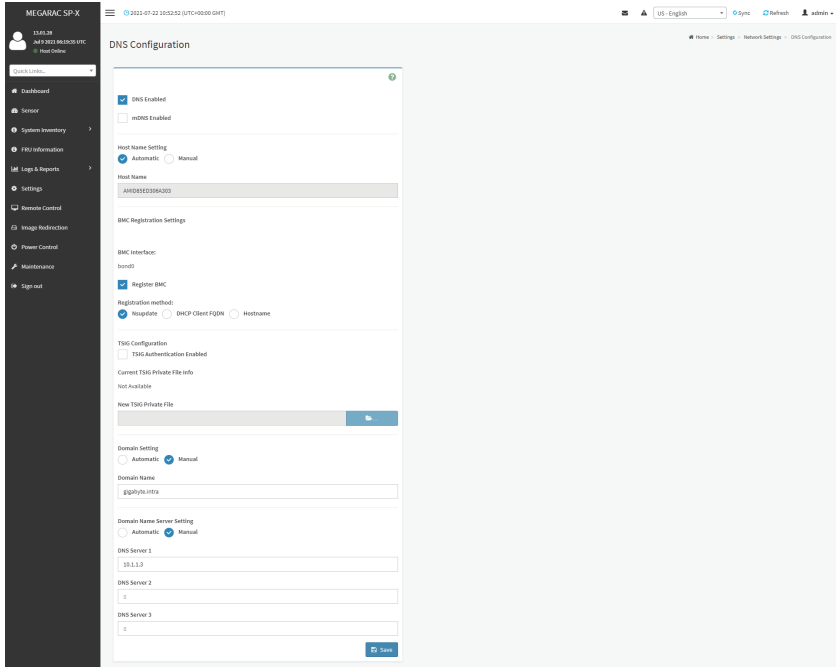 MEGARAC SP-X
2021-07-22 10:52:52 (UTC+00:00 GMT)
US - English
Sync
Refresh
admin
13.01.20
Jul 9 2021 06:19:35 UTC
Host Online
Quick Links...
Dashboard
Sensor
System Inventory
FRU Information
Logs & Reports
Settings
Remote Control
Image Redirection
Power Control
Maintenance
Sign out
DNS Configuration
Home > Settings > Network Settings > DNS Configuration
DNS Enabled
mDNS Enabled
Host Name Setting
Automatic Manual
Host Name
AMID85ED306A303
BMC Registration Settings
BMC Interface:
bond0
Register BMC
Registration method:
Nsupdate DHCP Client FQDN Hostname
TSIG Configuration
TSIG Authentication Enabled
Current TSIG Private File Info
Not Available
New TSIG Private File
Domain Setting
Automatic Manual
Domain Name
gigabyte.intra
Domain Name Server Setting
Automatic Manual
DNS Server 1
10.1.1.3
DNS Server 2
DNS Server 3
Save